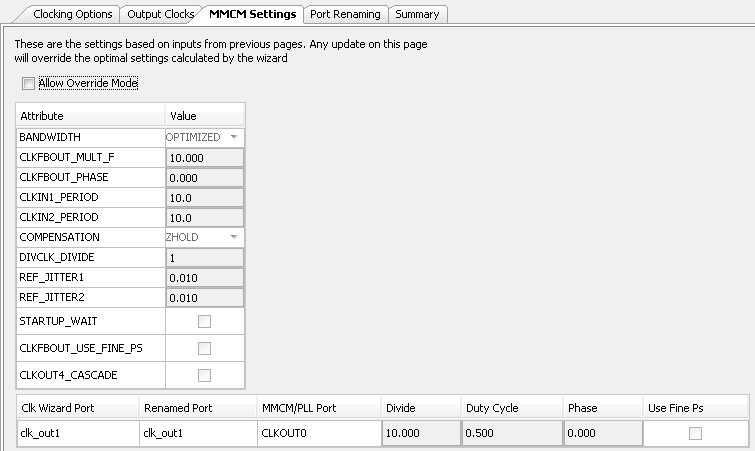 Clocking Options Output Clocks MMCM Settings Port Renaming Summary
These are the settings based on inputs from previous pages. Any update on this page
will override the optimal settings calculated by the wizard
Allow Override Mode
Attribute Value
BANDWIDTH OPTIMIZED
CLKFBOUT_MULT_F 10.000
CLKFBOUT_PHASE 0.000
CLKIN1_PERIOD 10.0
CLKIN2_PERIOD 10.0
COMPENSATION ZHOLD
DIVCLK_DIVIDE 1
REF_JITTER1 0.010
REF_JITTER2 0.010
STARTUP_WAIT
CLKFBOUT_USE_FINE_PS
CLKOUT4_CASCADE
Clk Wizard Port Renamed Port MMCM/PLL Port Divide Duty Cycle Phase Use Fine Ps
clk_out1 clk_out1 CLKOUT0 10.000 0.500 0.000